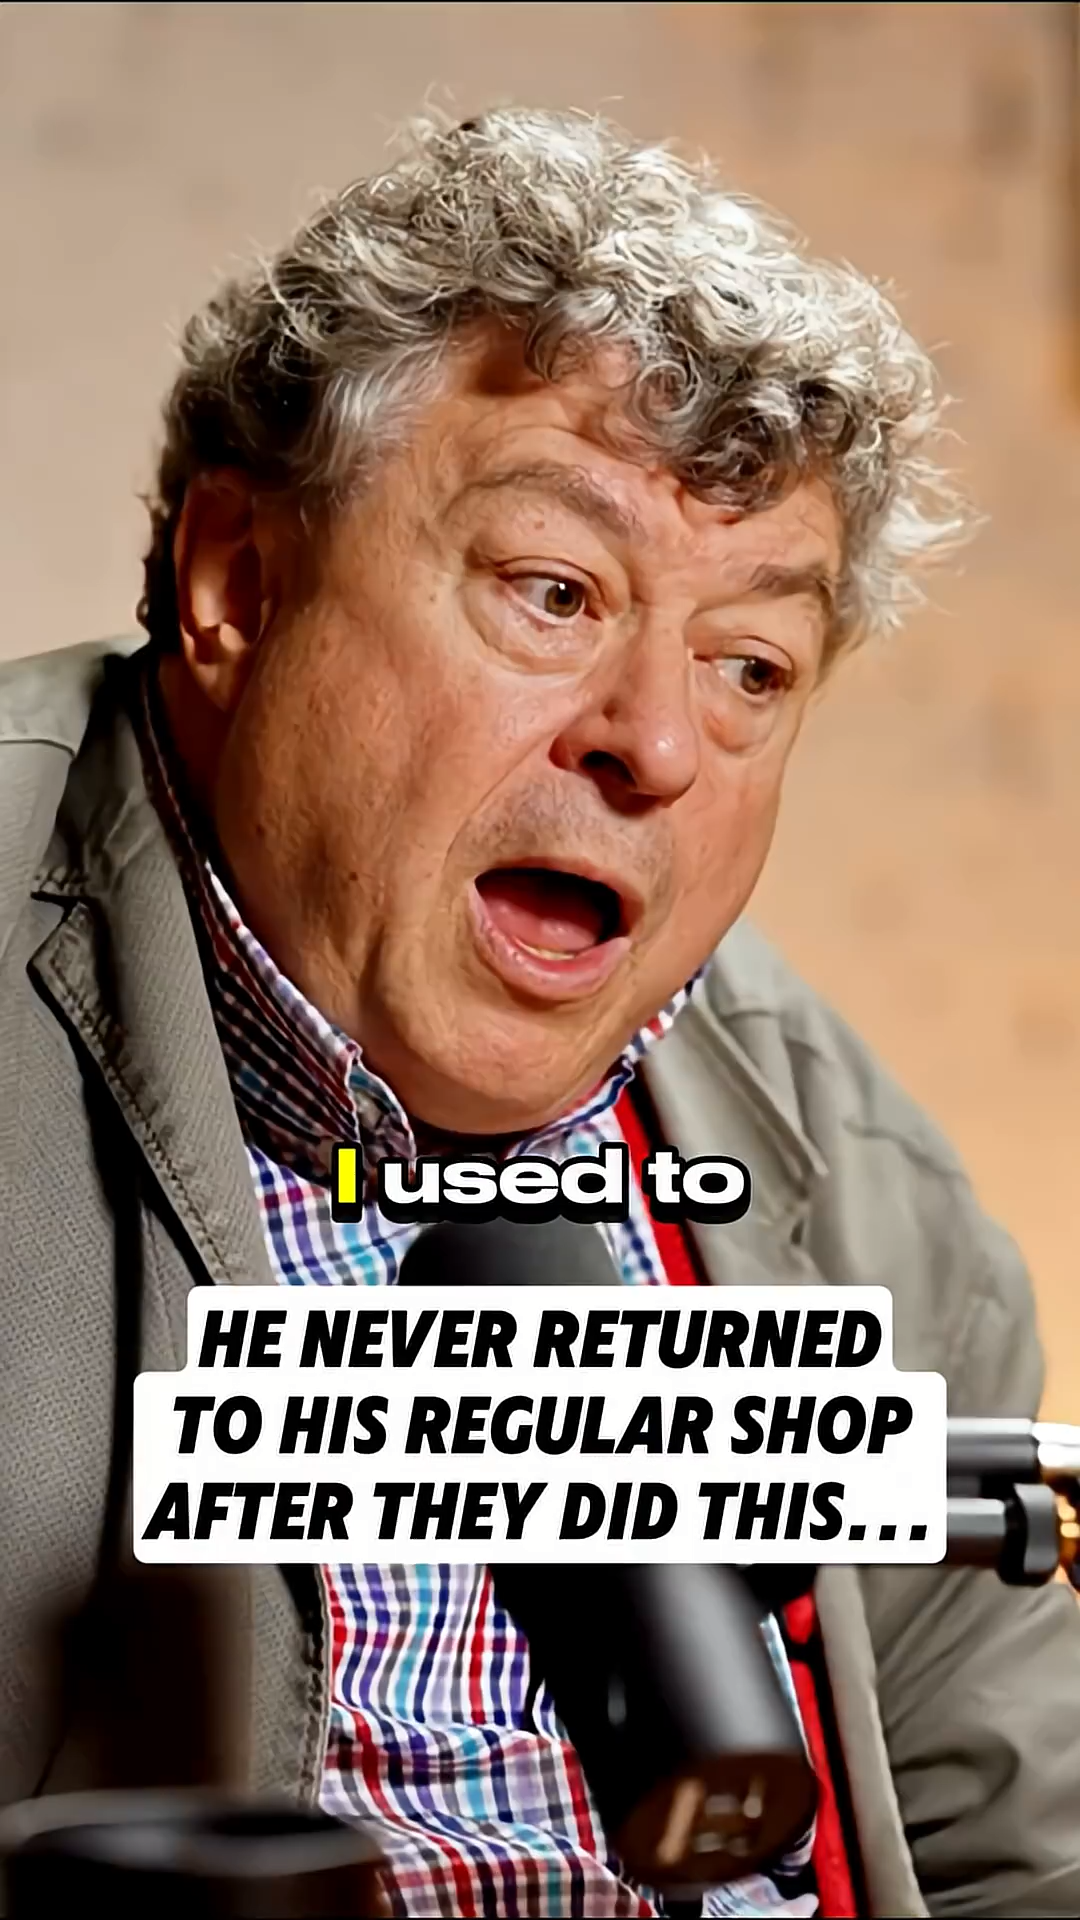 I used to
HE NEVER RETURNED
TO HIS REGULAR SHOP
AFTER THEY DID THIS...